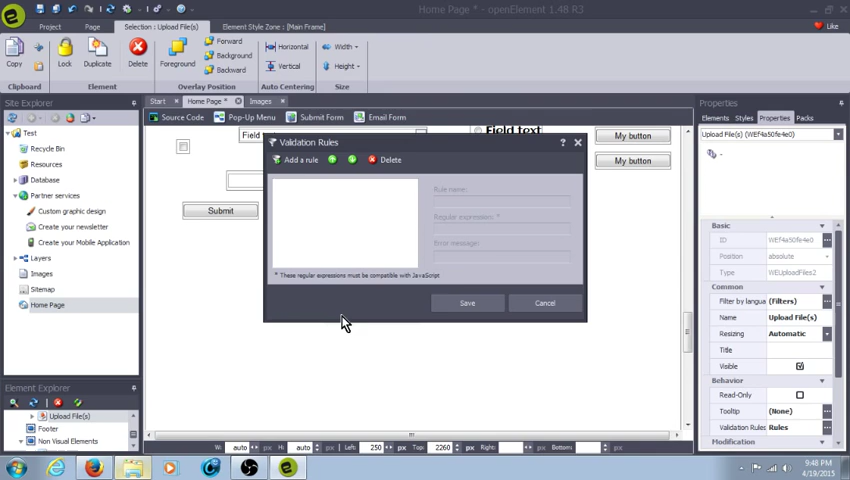 Home Page * - openElement 1.48 R3
Project
Page
Selection : Upload File(s)
Element Style Zone : [Main Frame]
Like
Copy
Lock
Duplicate
Delete
Foreground
Forward
Background
Backward
Horizontal
Vertical
Width
Height
Clipboard
Element
Overlay Position
Auto Centering
Size
Site Explorer
Test
Recycle Bin
Resources
Database
Partner services
Custom graphic design
Create your newsletter
Create your Mobile Application
Layers
Images
Sitemap
Home Page
Element Explorer
Upload File(s)
Footer
Non Visual Elements
Start
Home Page *
Images
Source Code
Pop-Up Menu
Submit Form
Email Form
Field text
My button
My button
Submit
Validation Rules
Add a rule
Delete
Rule name:
Regular expression: *
Error message:
* These regular expressions must be compatible with JavaScript
Save
Cancel
W: auto
H: auto
Left: 250 px
Top: 2260 px
Right: px
Bottom: px
Properties
Elements
Styles
Properties
Packs
Upload File(s) (WEf4a50fe4e0)
Basic
ID WEf4a50fe4e0
Position absolute
Type WEUploadFiles2
Common
Filter by langua (Filters)
Name Upload File(s)
Resizing Automatic
Title
Visible
Behavior
Read-Only
Tooltip (None)
Validation Rules Rules
Modification
9:48 PM
4/19/2015